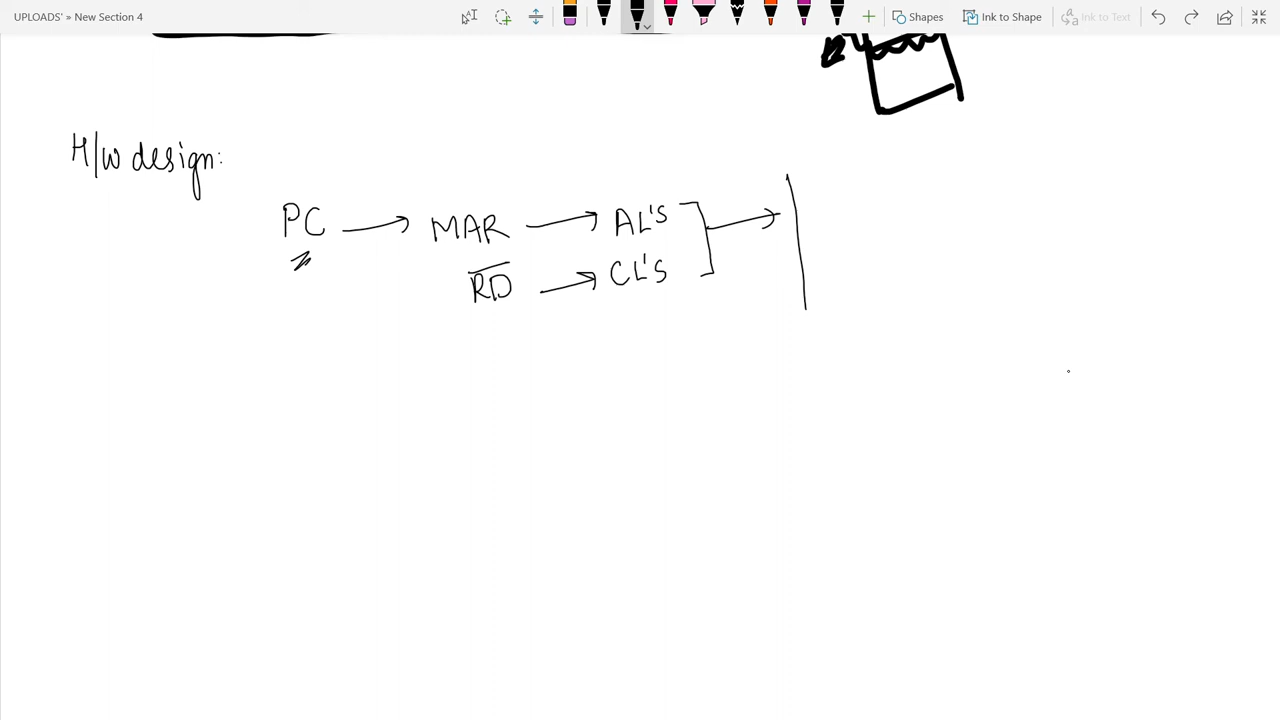 UPLOADS' » New Section 4
Shapes
Ink to Shape
Ink to Text
H/w design:
PC → MAR → AL'S
RD → CL'S